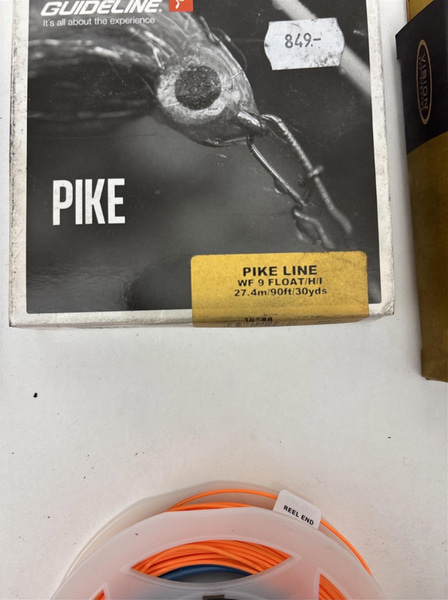 GUIDELINE
It's all about the experience
849.-
PIKE
PIKE LINE
WF 9 FLOAT/H/I
27.4m/90ft/30yds
VISION
REEL END